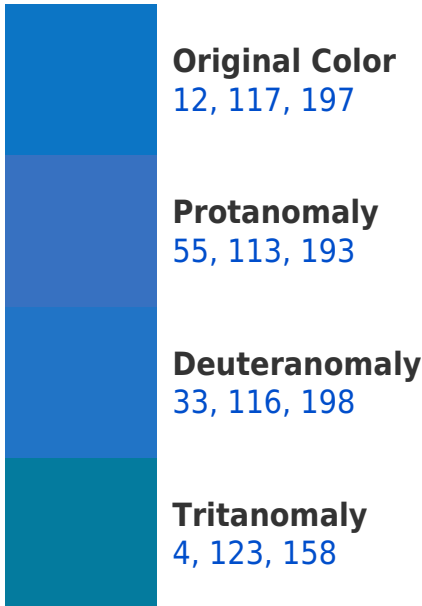 Original Color
12, 117, 197
Protanomaly
55, 113, 193
Deuteranomaly
33, 116, 198
Tritanomaly
4, 123, 158